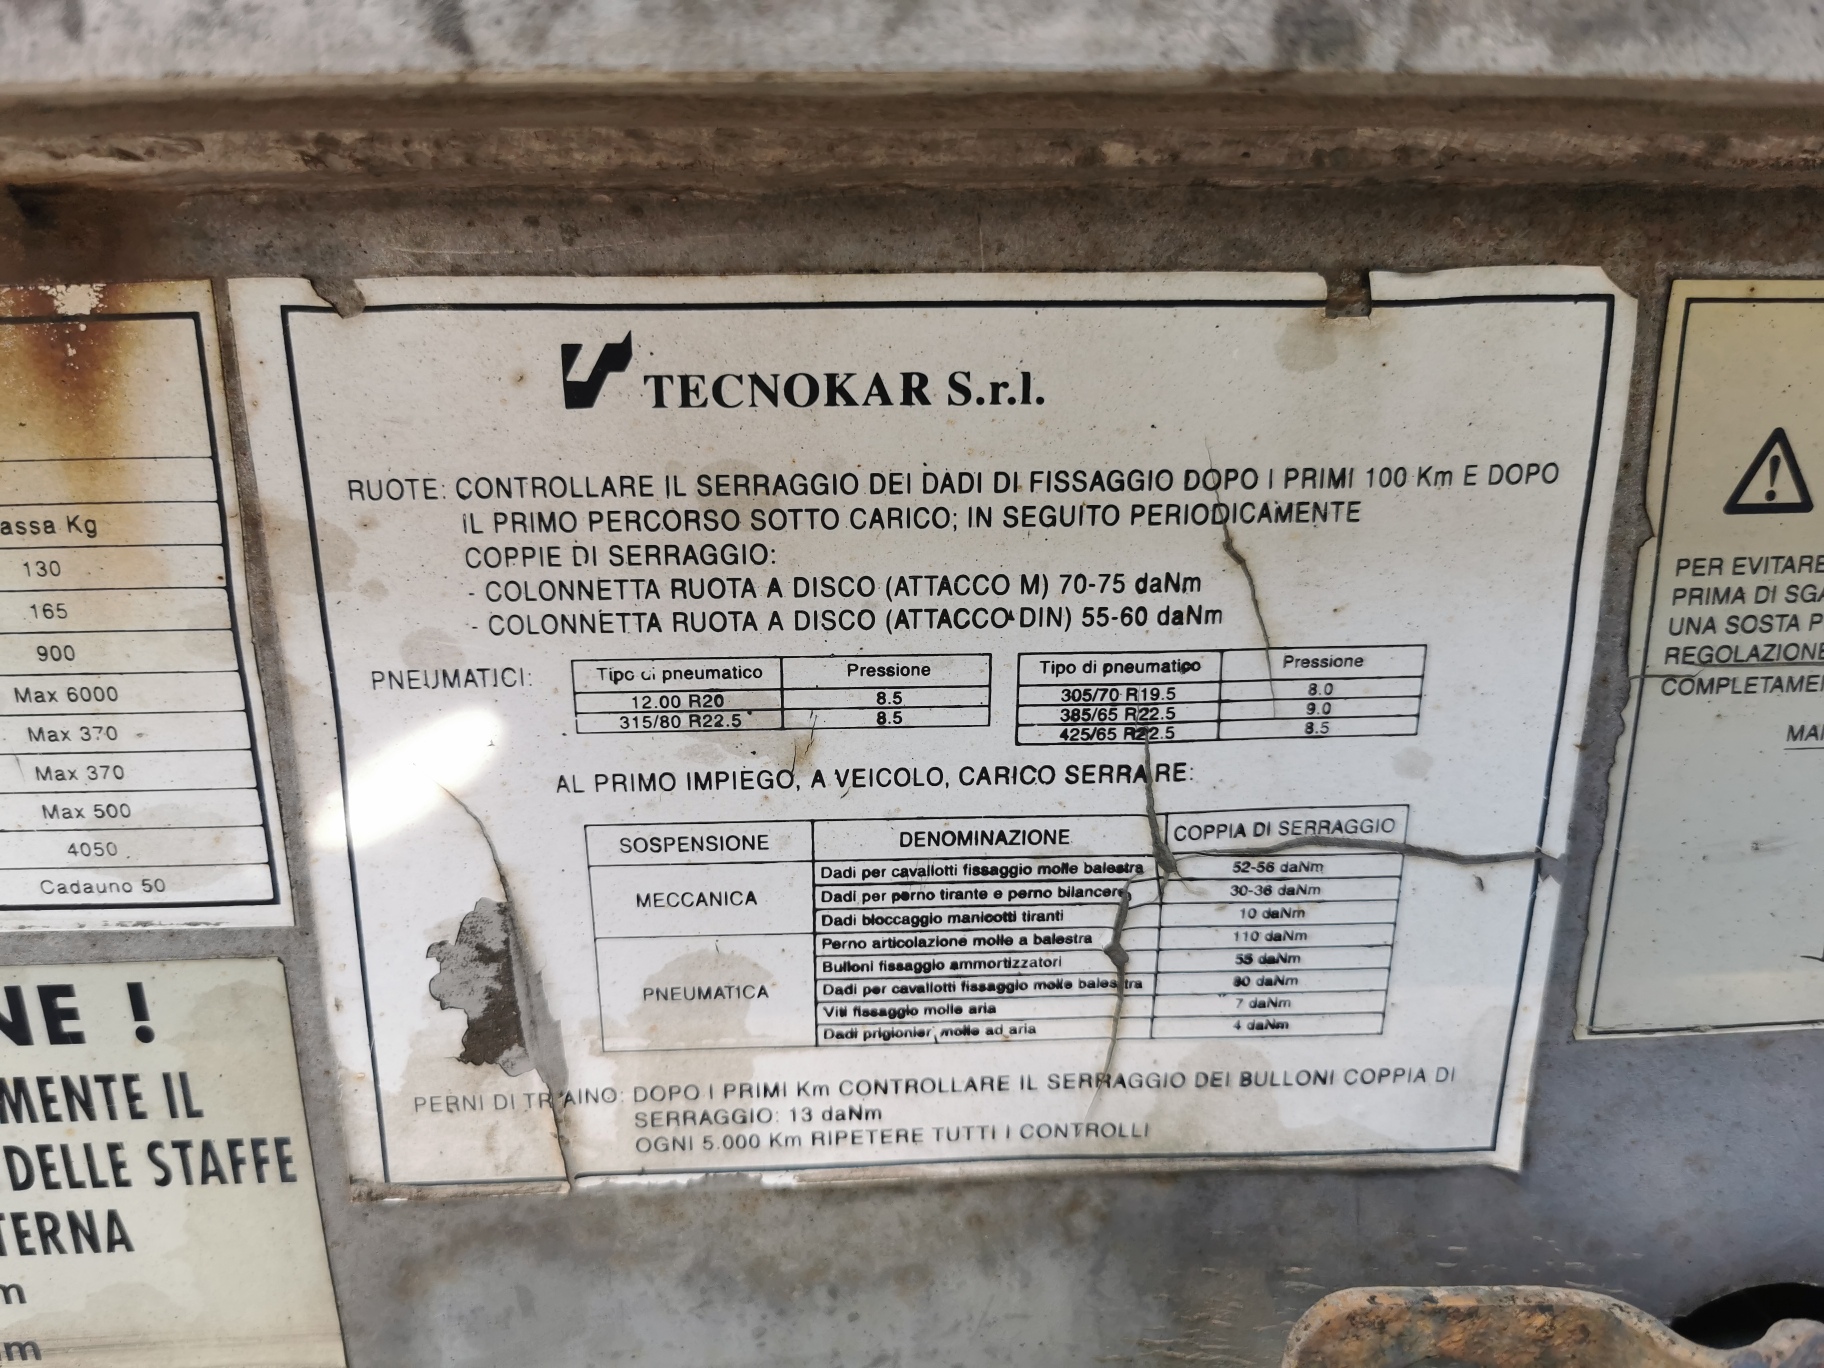 assa Kg
130
165
900
Max 6000
Max 370
Max 370
Max 500
4050
Cadauno 50
NE !
MENTE IL
DELLE STAFFE
TERNA
m
m
TECNOKAR S.r.l.
RUOTE: CONTROLLARE IL SERRAGGIO DEI DADI DI FISSAGGIO DOPO I PRIMI 100 Km E DOPO
IL PRIMO PERCORSO SOTTO CARICO; IN SEGUITO PERIODICAMENTE
COPPIE DI SERRAGGIO:
- COLONNETTA RUOTA A DISCO (ATTACCO M) 70-75 daNm
- COLONNETTA RUOTA A DISCO (ATTACCO DIN) 55-60 daNm
PNEUMATICI:
Tipo di pneumatico Pressione
12.00 R20 8.5
315/80 R22.5 8.5
Tipo di pneumatico Pressione
305/70 R19.5 8.0
385/65 R22.5 9.0
425/65 R22.5 8.5
AL PRIMO IMPIEGO, A VEICOLO, CARICO SERRARE:
SOSPENSIONE DENOMINAZIONE COPPIA DI SERRAGGIO
MECCANICA
Dadi per cavallotti fissaggio molle balestra 52-56 daNm
Dadi per perno tirante e perno bilancere 30-36 daNm
Dadi bloccaggio manicotti tiranti 10 daNm
PNEUMATICA
Perno articolazione molle a balestra 110 daNm
Bulloni fissaggio ammortizzatori 55 daNm
Dadi per cavallotti fissaggio molle balestra 80 daNm
Viti fissaggio molle aria 7 daNm
Dadi prigionier, molle ad aria 4 daNm
PERNI DI TRAINO: DOPO I PRIMI Km CONTROLLARE IL SERRAGGIO DEI BULLONI COPPIA DI
SERRAGGIO: 13 daNm
OGNI 5.000 Km RIPETERE TUTTI I CONTROLLI
PER EVITARE
PRIMA DI SGA
UNA SOSTA P
REGOLAZIONE
COMPLETAMEN
MAN